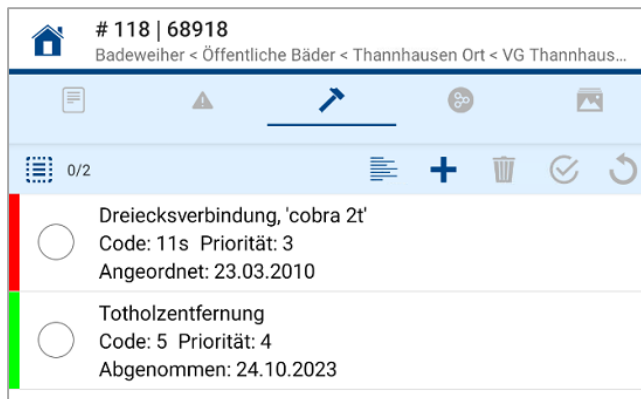 # 118 | 68918
Badeweiher < Öffentliche Bäder < Thannhausen Ort < VG Thannhaus...
0/2
Dreiecksverbindung, 'cobra 2t'
Code: 11s  Priorität: 3
Angeordnet: 23.03.2010
Totholzentfernung
Code: 5  Priorität: 4
Abgenommen: 24.10.2023